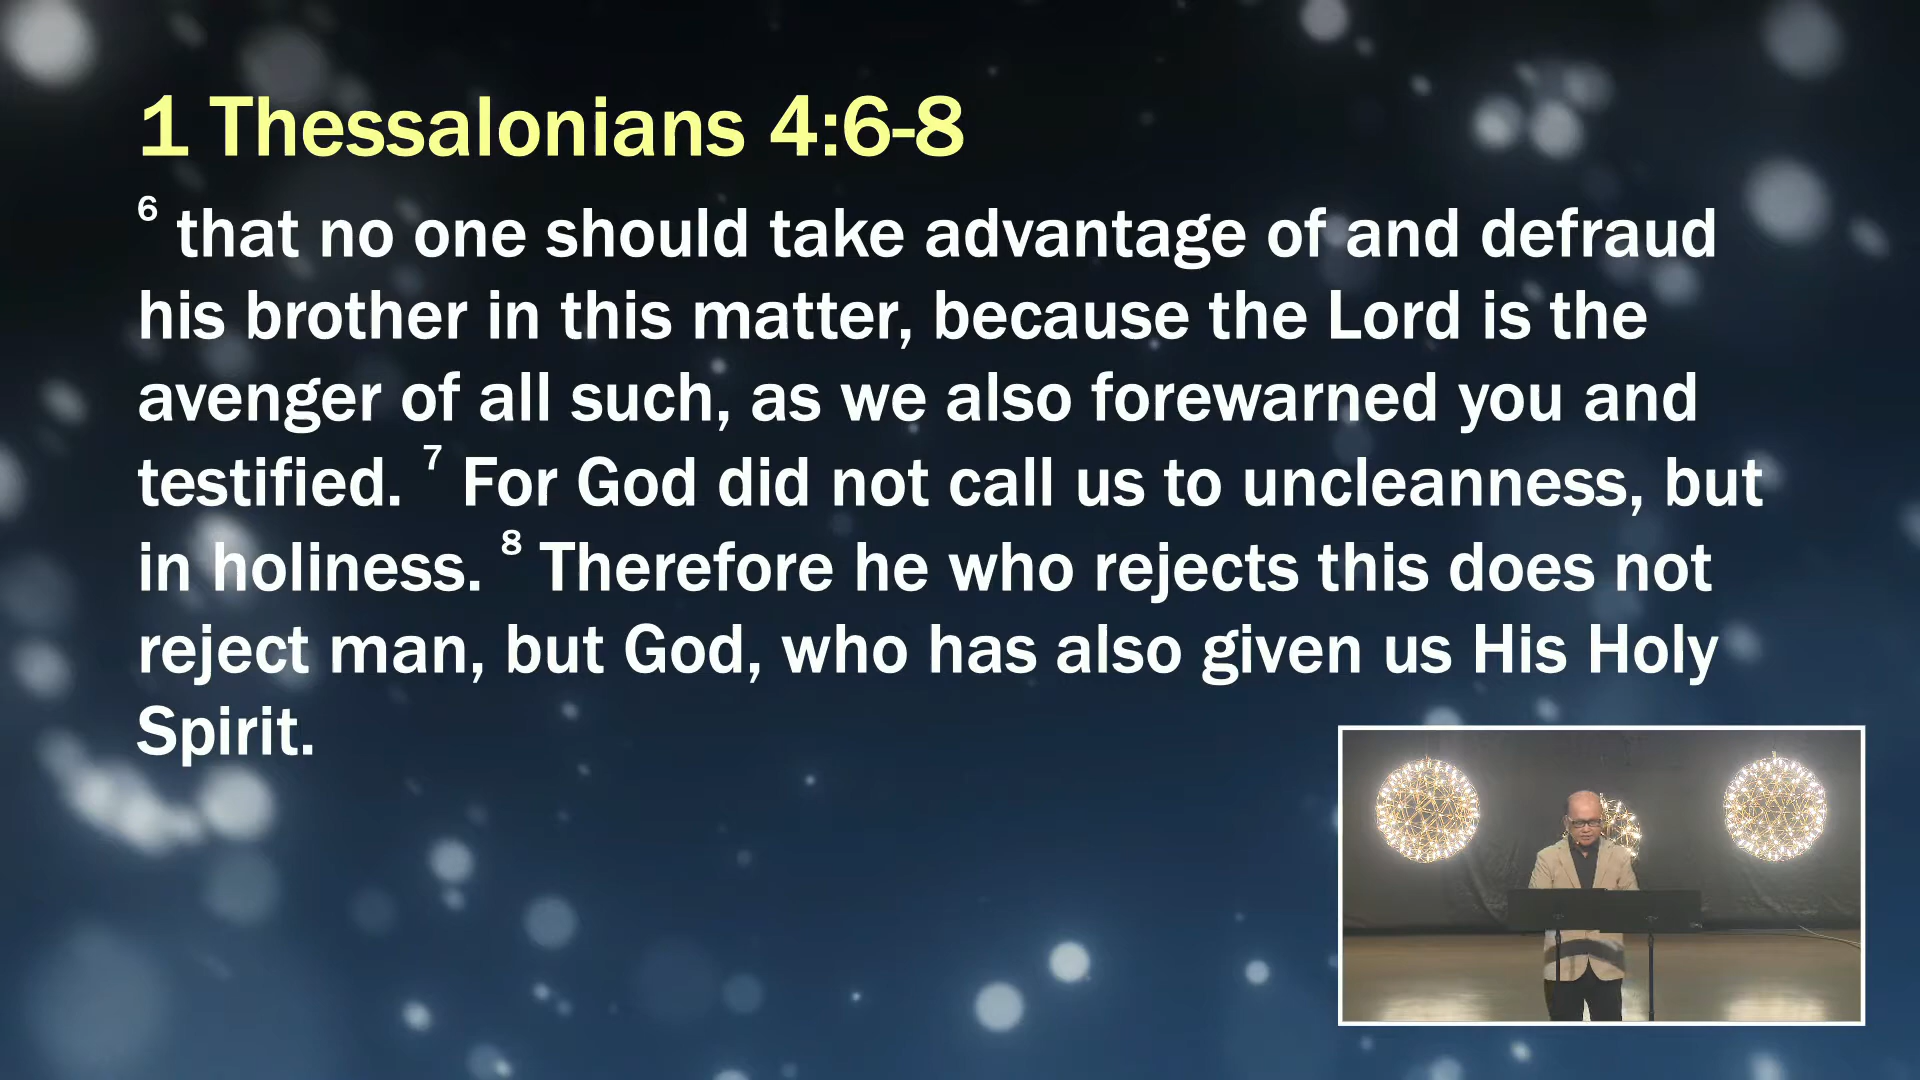 1 Thessalonians 4:6-8
6 that no one should take advantage of and defraud
his brother in this matter, because the Lord is the
avenger of all such, as we also forewarned you and
testified. 7 For God did not call us to uncleanness, but
in holiness. 8 Therefore he who rejects this does not
reject man, but God, who has also given us His Holy
Spirit.